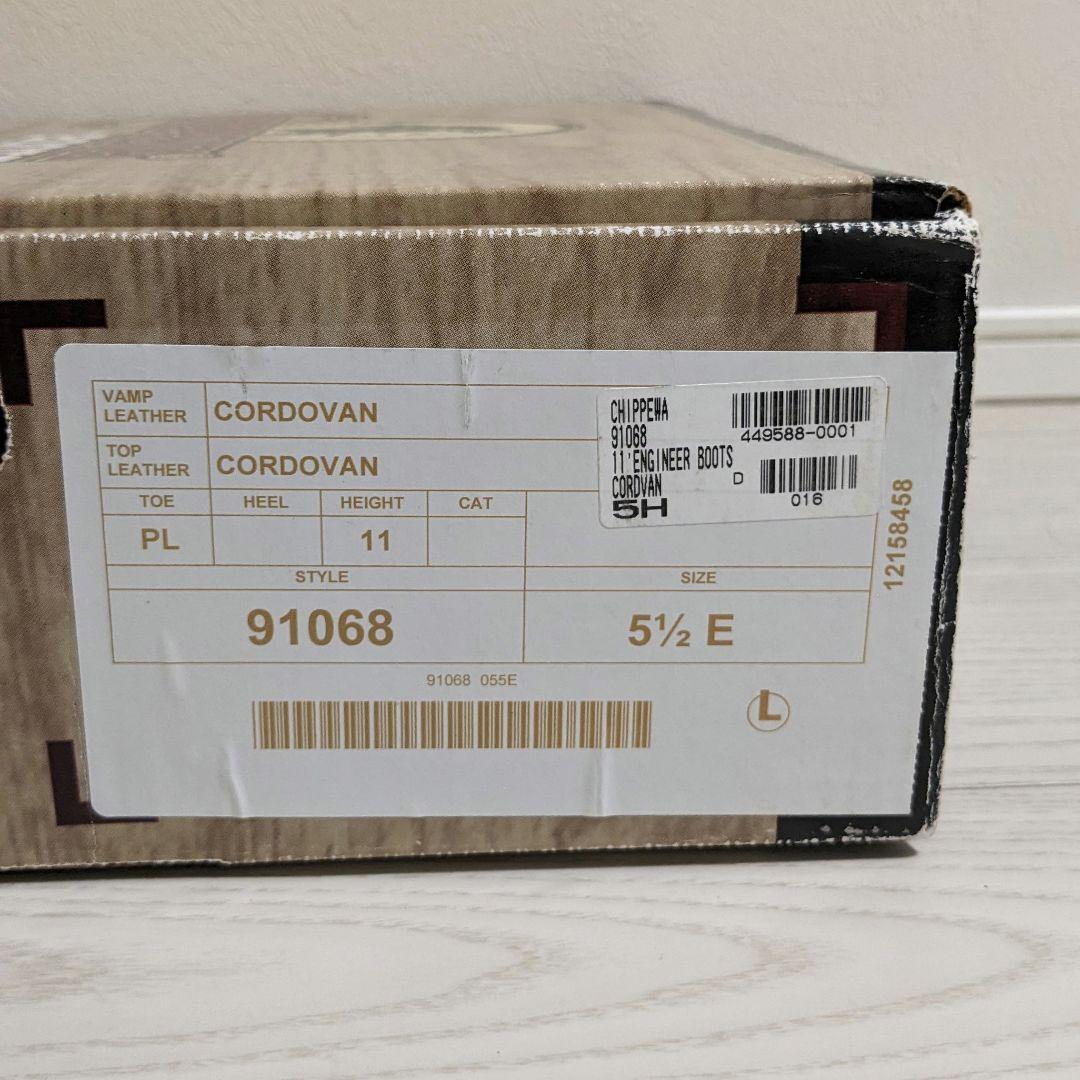 VAMP LEATHER CORDOVAN
TOP LEATHER CORDOVAN
TOE HEEL HEIGHT CAT
PL 11
STYLE SIZE
91068 5½ E
91068 055E
L
12158458
CHIPPEWA
91068
449588-0001
11'ENGINEER BOOTS
CORDVAN D
5H 016